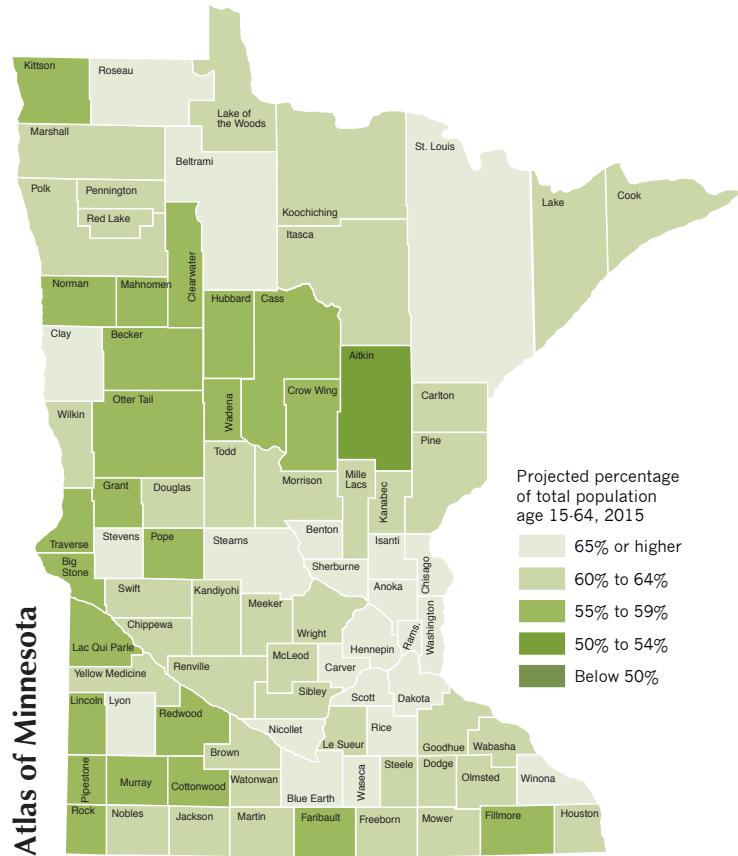 Kittson
Roseau
Lake of
the Woods
Marshall
Beltrami
St. Louis
Polk
Pennington
Red Lake
Koochiching
Lake
Cook
Itasca
Clearwater
Norman
Mahnomen
Hubbard
Cass
Clay
Becker
Aitkin
Otter Tail
Wadena
Crow Wing
Carlton
Wilkin
Pine
Todd
Morrison
Mille
Lacs
Kanabec
Grant
Douglas
Traverse
Stevens
Pope
Stearns
Benton
Isanti
Big
Stone
Sherburne
Chisago
Swift
Kandiyohi
Meeker
Anoka
Washington
Chippewa
Wright
Hennepin
Rams.
Lac Qui Parle
McLeod
Carver
Yellow Medicine
Renville
Sibley
Scott
Dakota
Lincoln
Lyon
Redwood
Nicollet
Le Sueur
Rice
Goodhue
Wabasha
Brown
Pipestone
Murray
Cottonwood
Watonwan
Blue Earth
Waseca
Steele
Dodge
Olmsted
Winona
Rock
Nobles
Jackson
Martin
Faribault
Freeborn
Mower
Fillmore
Houston
Projected percentage
of total population
age 15-64, 2015
65% or higher
60% to 64%
55% to 59%
50% to 54%
Below 50%
Atlas of Minnesota